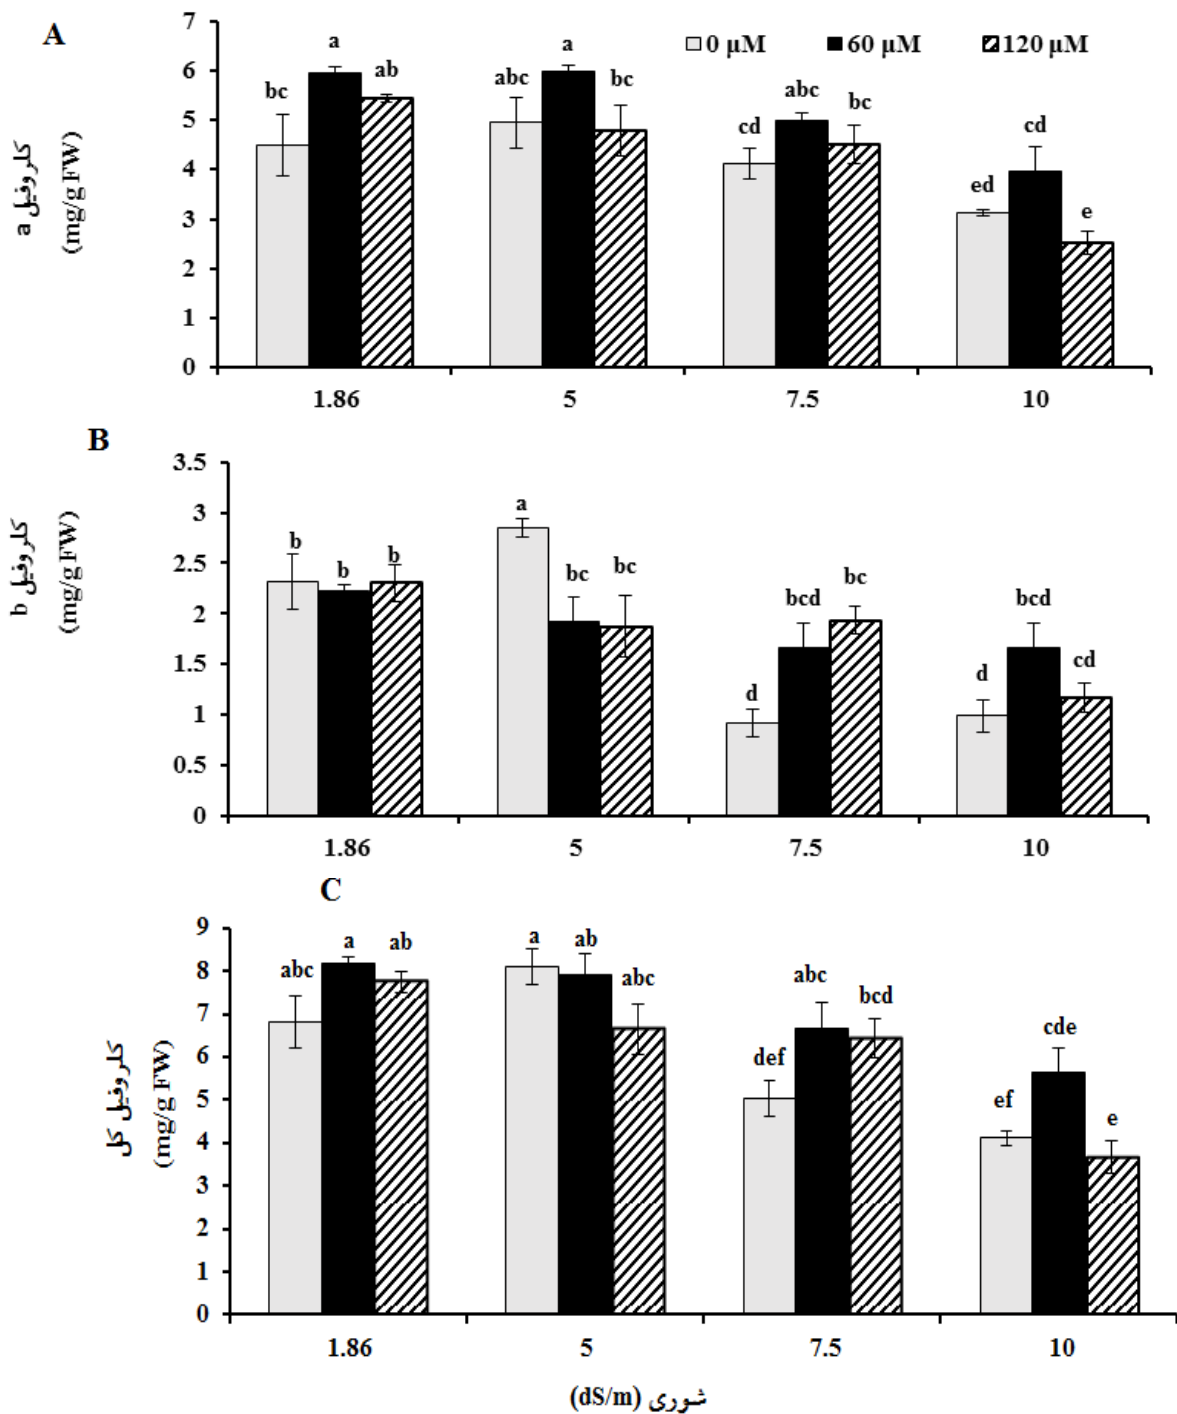 A
0 µM 60 µM 120 µM
کلروفیل a
(mg/g FW)
7
6
5
4
3
2
1
0
bc a ab
abc a bc
cd abc bc
ed cd e
1.86 5 7.5 10
B
کلروفیل b
(mg/g FW)
3.5
3
2.5
2
1.5
1
0.5
0
b b b
a bc bc
d bcd bc
d bcd cd
1.86 5 7.5 10
C
کلروفیل کل
(mg/g FW)
9
8
7
6
5
4
3
2
1
0
abc a ab
a ab abc
def abc bcd
ef cde e
1.86 5 7.5 10
شوری (dS/m)